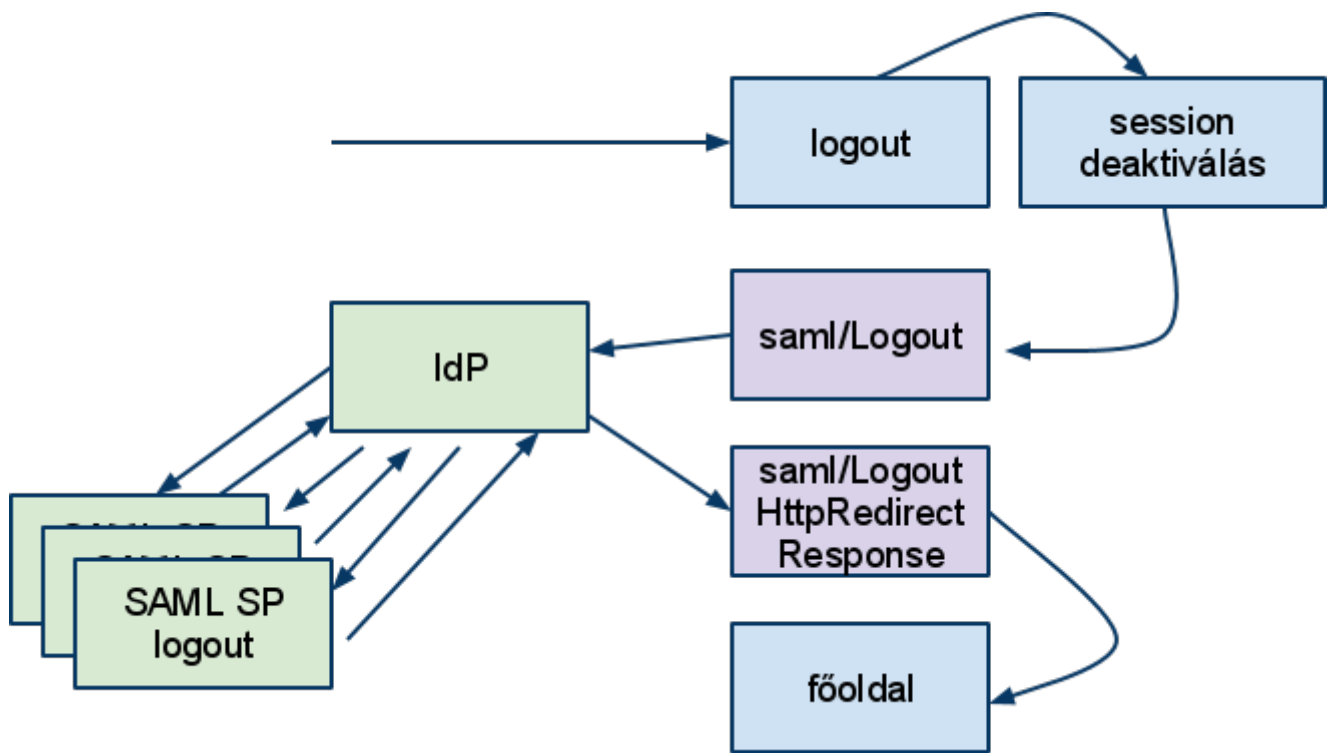 logout
session
deaktiválás
saml/Logout
IdP
saml/Logout
HttpRedirect
Response
SAML SP
logout
főoldal